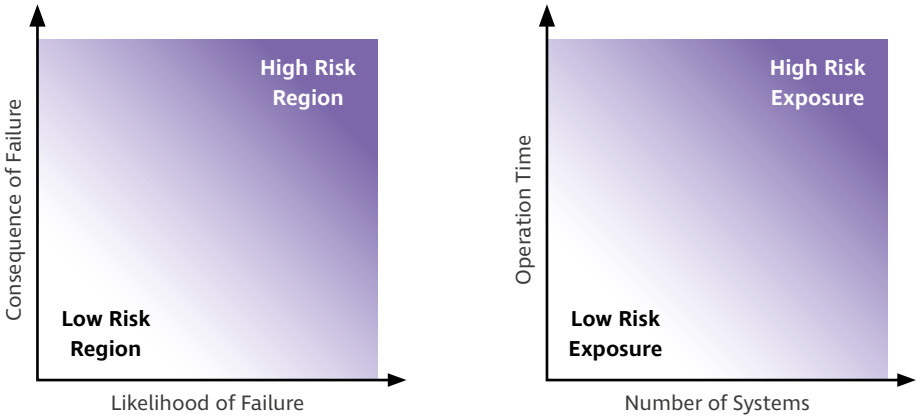 Consequence of Failure
High Risk
Region
Low Risk
Region
Likelihood of Failure
Operation Time
High Risk
Exposure
Low Risk
Exposure
Number of Systems